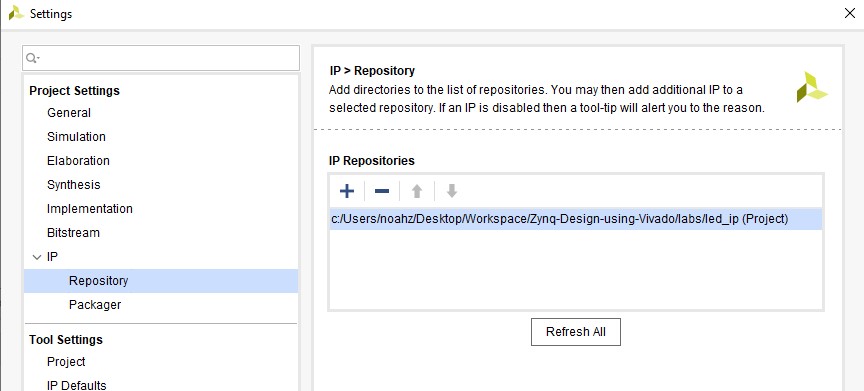 Settings
Project Settings
General
Simulation
Elaboration
Synthesis
Implementation
Bitstream
IP
Repository
Packager
Tool Settings
Project
IP Defaults
IP > Repository
Add directories to the list of repositories. You may then add additional IP to a
selected repository. If an IP is disabled then a tool-tip will alert you to the reason.
IP Repositories
c:/Users/noahz/Desktop/Workspace/Zynq-Design-using-Vivado/labs/led_ip (Project)
Refresh All